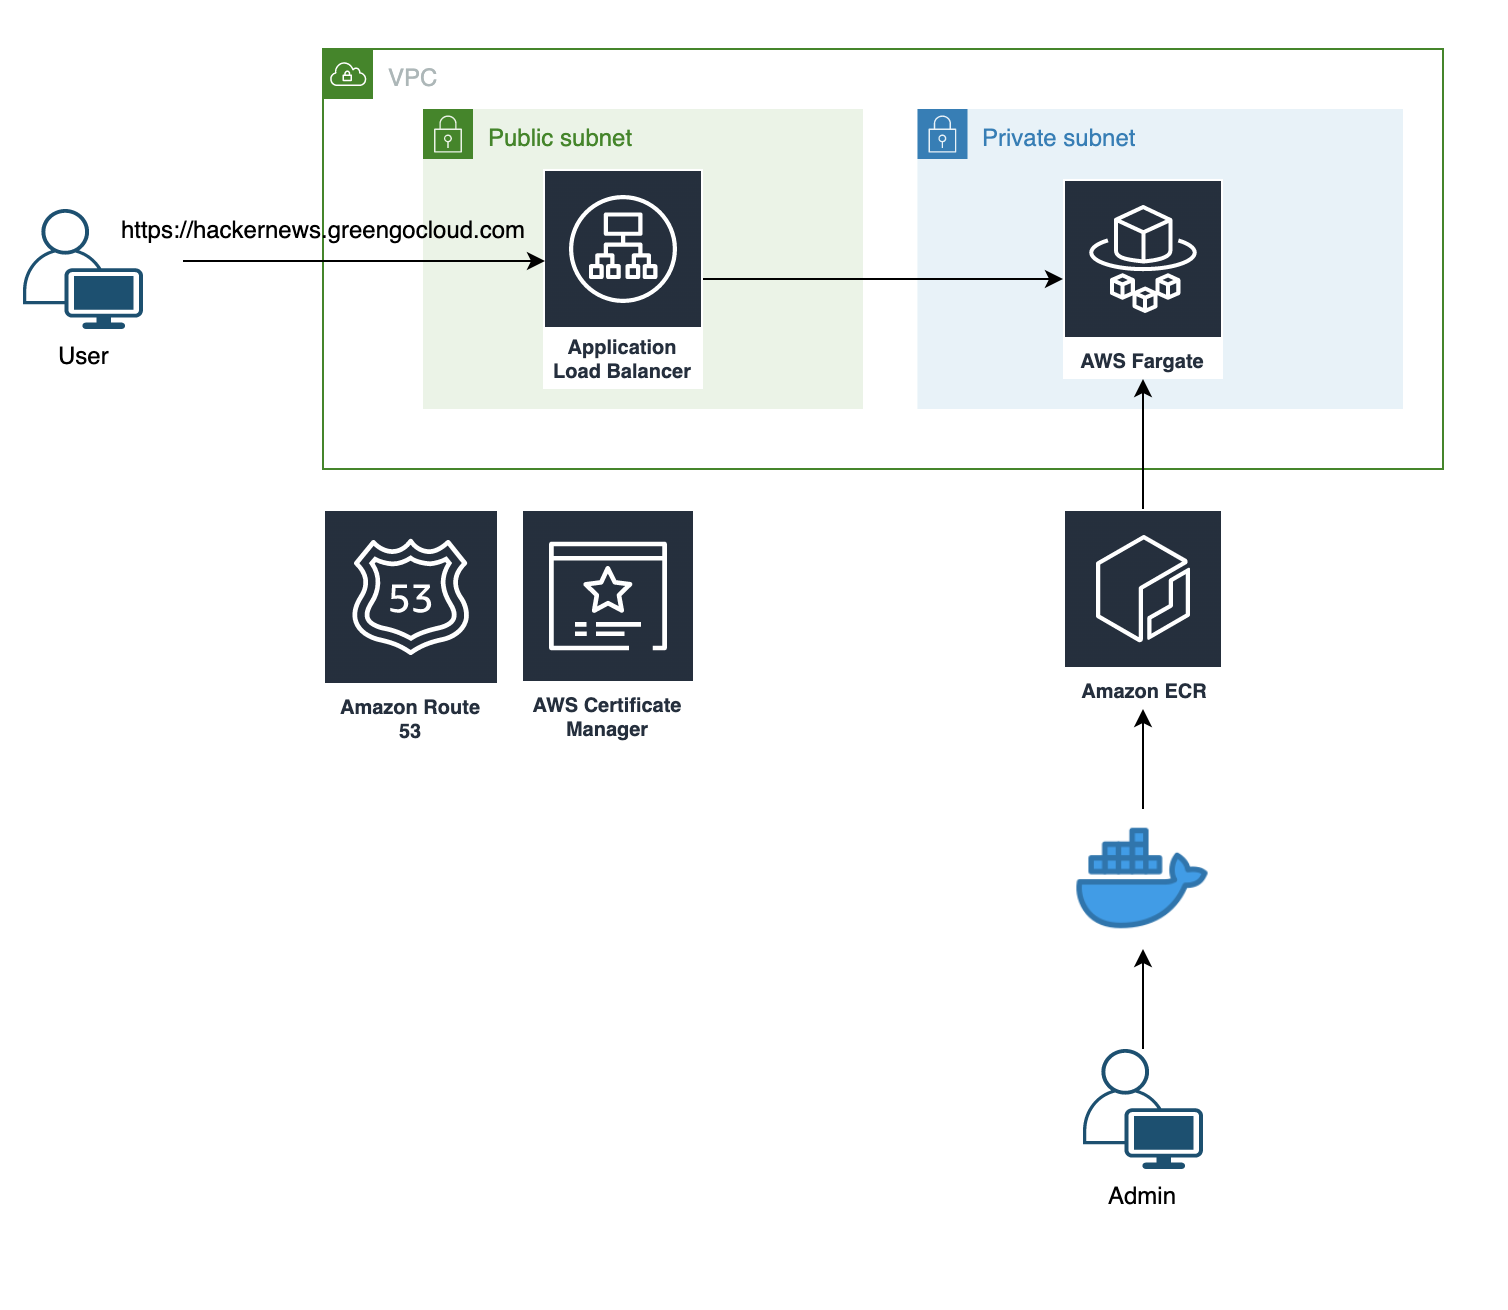 VPC
Public subnet
Private subnet
https://hackernews.greengocloud.com
User
Application
Load Balancer
AWS Fargate
53
Amazon Route
53
AWS Certificate
Manager
Amazon ECR
Admin